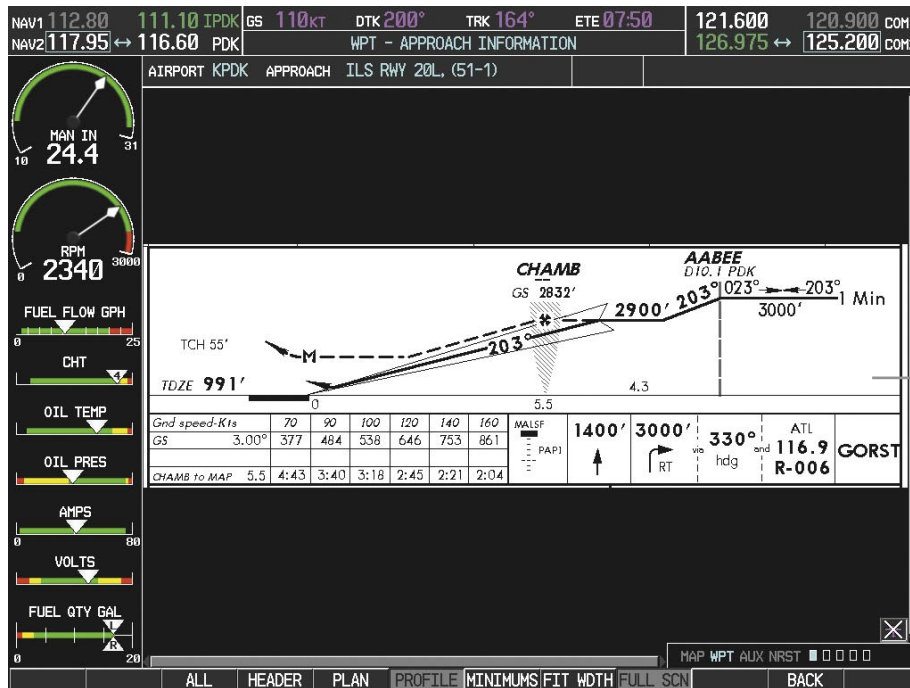 NAV1 112.80 111.10 IPDK GS 110KT DTK 200° TRK 164° ETE 07:50 121.600 120.900 COM
NAV2 117.95 ↔ 116.60 PDK WPT - APPROACH INFORMATION 126.975 ↔ 125.200 COM
AIRPORT KPDK APPROACH ILS RWY 20L, (51-1)
MAN IN
10 24.4 31
RPM
0 2340 3000
FUEL FLOW GPH
0 25
CHT
4
OIL TEMP
OIL PRES
AMPS
0 80
VOLTS
FUEL QTY GAL
L
R
0 20
CHAMB
GS 2832'
AABEE
D10.1 PDK
2900' 203° 023° 203°
3000' 1 Min
TCH 55'
M
203°
TDZE 991'
0 5.5 4.3
Gnd speed-Kts 70 90 100 120 140 160
GS 3.00° 377 484 538 646 753 861
CHAMB to MAP 5.5 4:43 3:40 3:18 2:45 2:21 2:04
MALSF
PAPI
1400'
3000'
RT
via 330° hdg
and ATL 116.9 R-006
GORST
MAP WPT AUX NRST
ALL HEADER PLAN PROFILE MINIMUMS FIT WDTH FULL SCN BACK